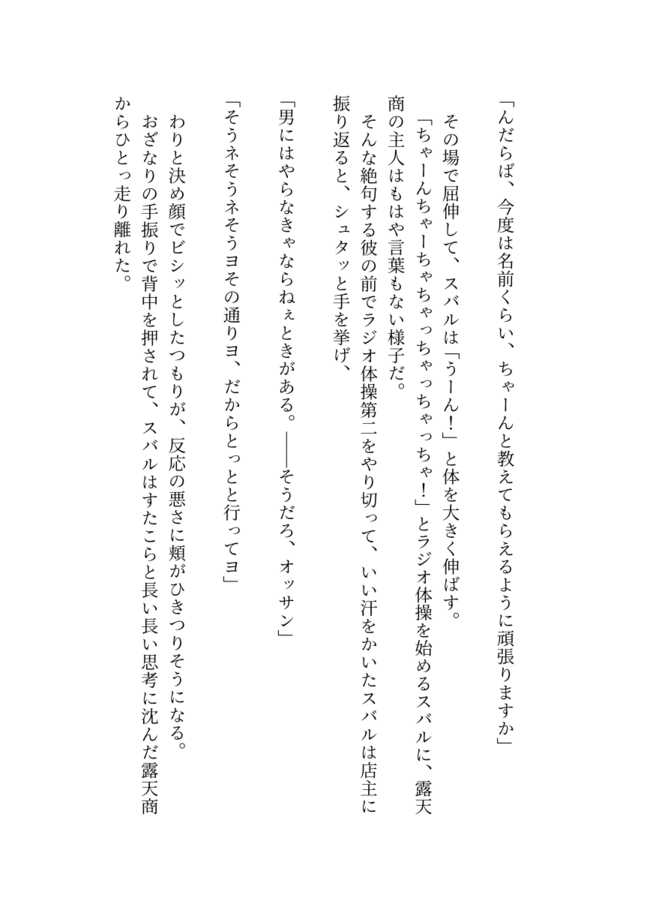 「んだらば、今度は名前くらい、ちゃーんと教えてもらえるように頑張りますか」
その場で屈伸して、スバルは「うーん！」と体を大きく伸ばす。
「ちゃーんちゃーちゃちゃっちゃっちゃっちゃ！」とラジオ体操を始めるスバルに、露天
商の主人はもはや言葉もない様子だ。
そんな絶句する彼の前でラジオ体操第二をやり切って、いい汗をかいたスバルは店主に
振り返ると、シュタッと手を挙げ、
「男にはやらなきゃならねぇときがある。――そうだろ、オッサン」
「そうネそうネそうヨその通りヨ、だからとっとと行ってヨ」
わりと決め顔でビシッとしたつもりが、反応の悪さに頬がひきつりそうになる。
おざなりの手振りで背中を押されて、スバルはすたこらと長い長い思考に沈んだ露天商
からひとっ走り離れた。